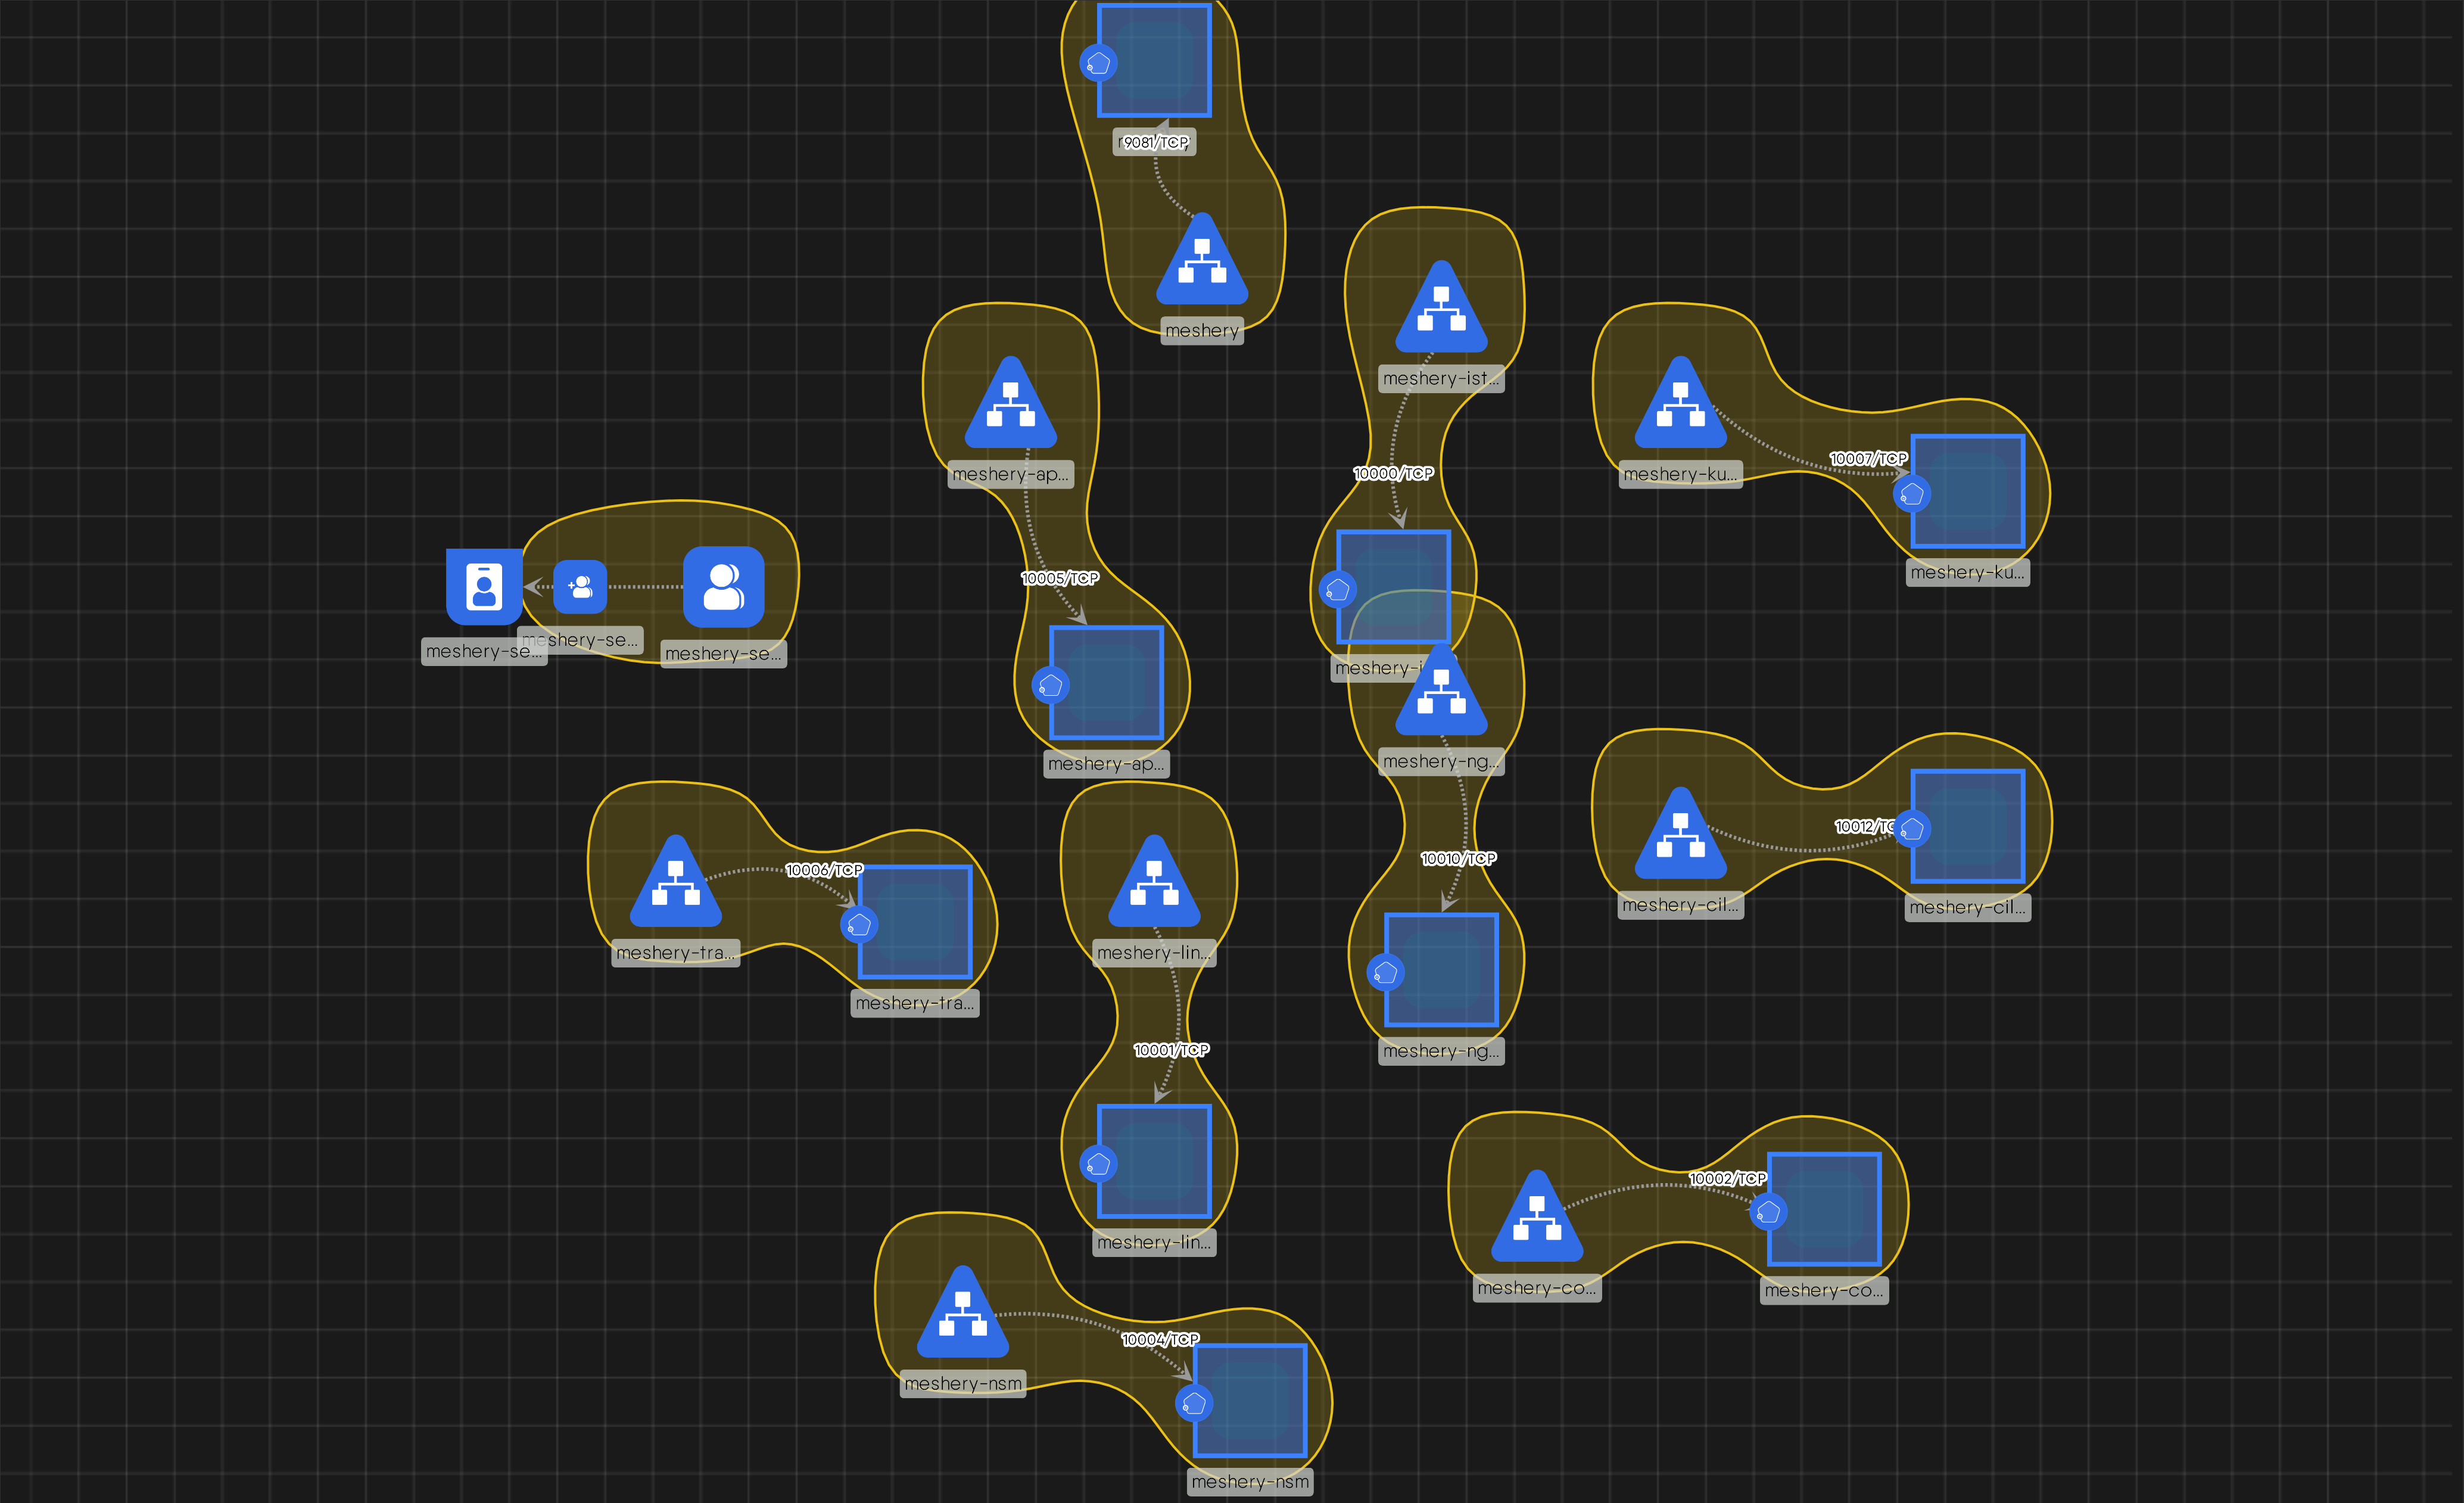 9081/TCP
meshery
meshery-ist...
meshery-ap...
10000/TCP
meshery-ku...
10007/TCP
meshery-ku...
10005/TCP
meshery-se...
meshery-se...
meshery-se...
meshery-i
meshery-ap...
meshery-ng...
10012/TC
meshery-cil...
meshery-cil...
10006/TCP
meshery-tra...
meshery-tra...
meshery-lin...
10010/TCP
meshery-ng...
10001/TCP
meshery-lin...
10002/TCP
meshery-co...
meshery-co...
10004/TCP
meshery-nsm
meshery-nsm